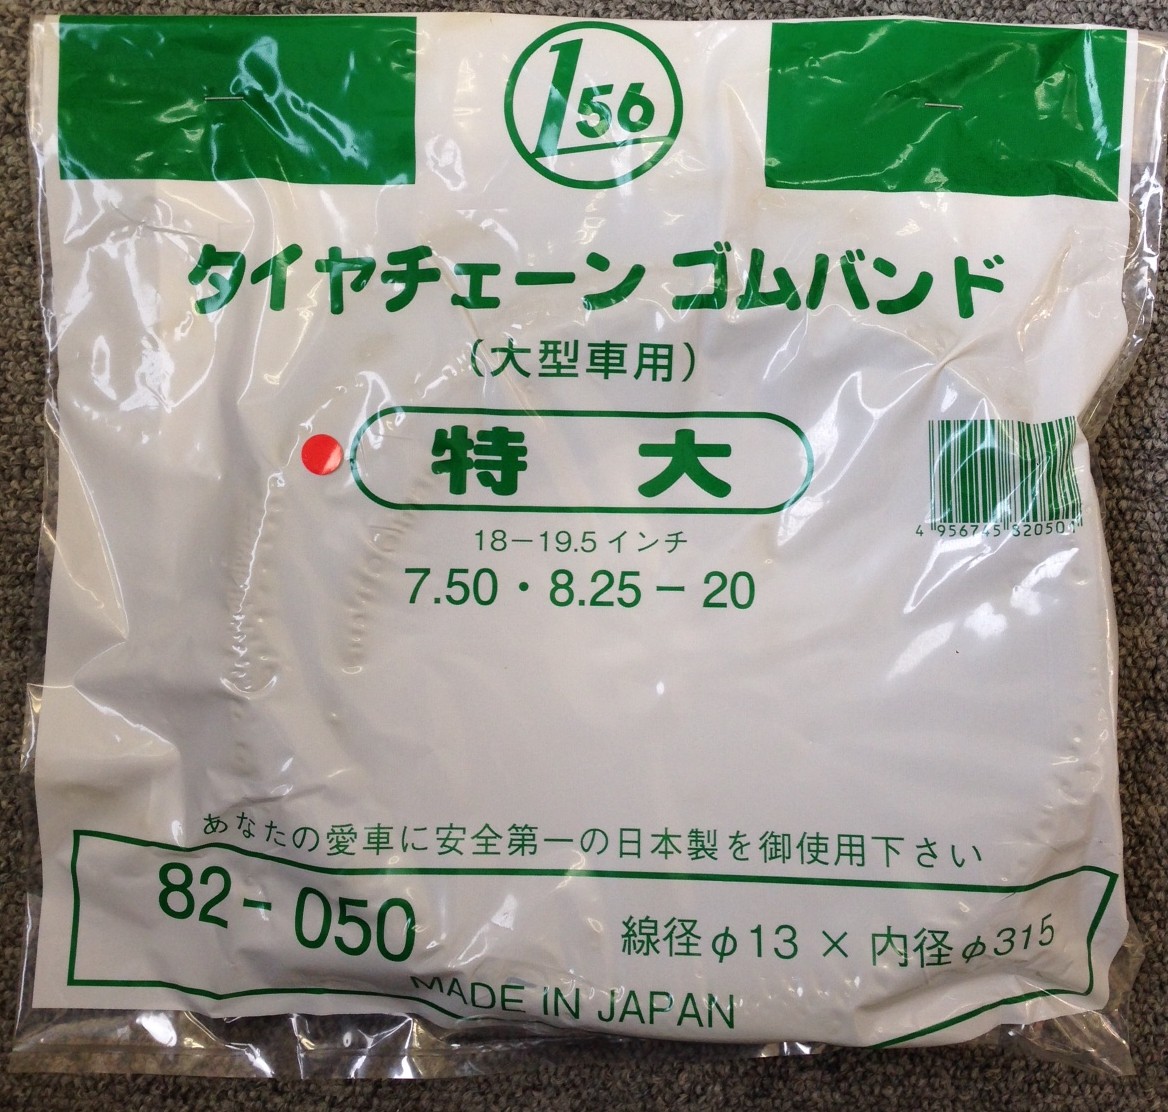 156
タイヤチェーン ゴムバンド
(大型車用)
特 大
18－19.5インチ
7.50・8.25－20
4 956745 820504
あなたの愛車に安全第一の日本製を御使用下さい
82-050
線径φ13×内径φ315
MADE IN JAPAN